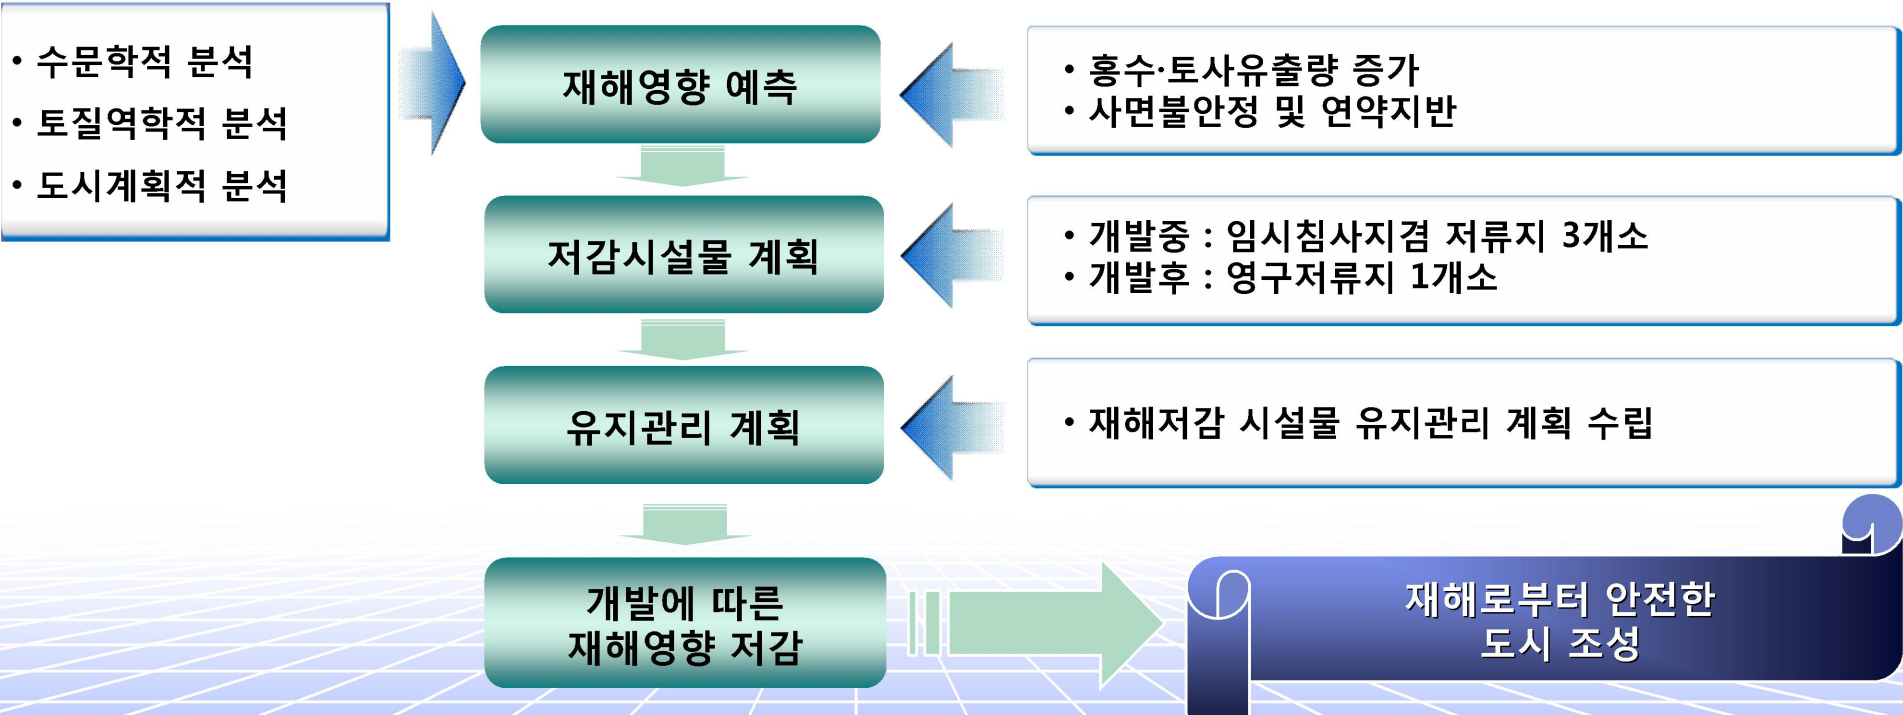 • 수문학적 분석
• 토질역학적 분석
• 도시계획적 분석
재해영향 예측
• 홍수·토사유출량 증가
• 사면불안정 및 연약지반
저감시설물 계획
• 개발중 : 임시침사지겸 저류지 3개소
• 개발후 : 영구저류지 1개소
유지관리 계획
• 재해저감 시설물 유지관리 계획 수립
개발에 따른
재해영향 저감
재해로부터 안전한
도시 조성